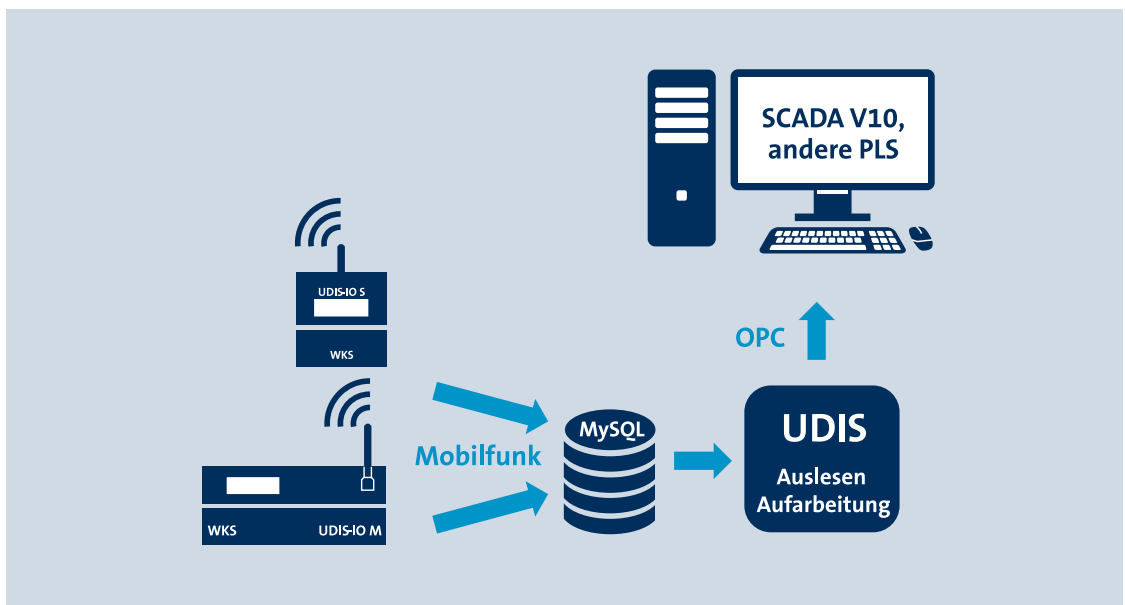 SCADA V10,
andere PLS
UDIS-IO S
WKS
OPC
Mobilfunk
MySQL
UDIS
Auslesen
Aufarbeitung
WKS
UDIS-IO M